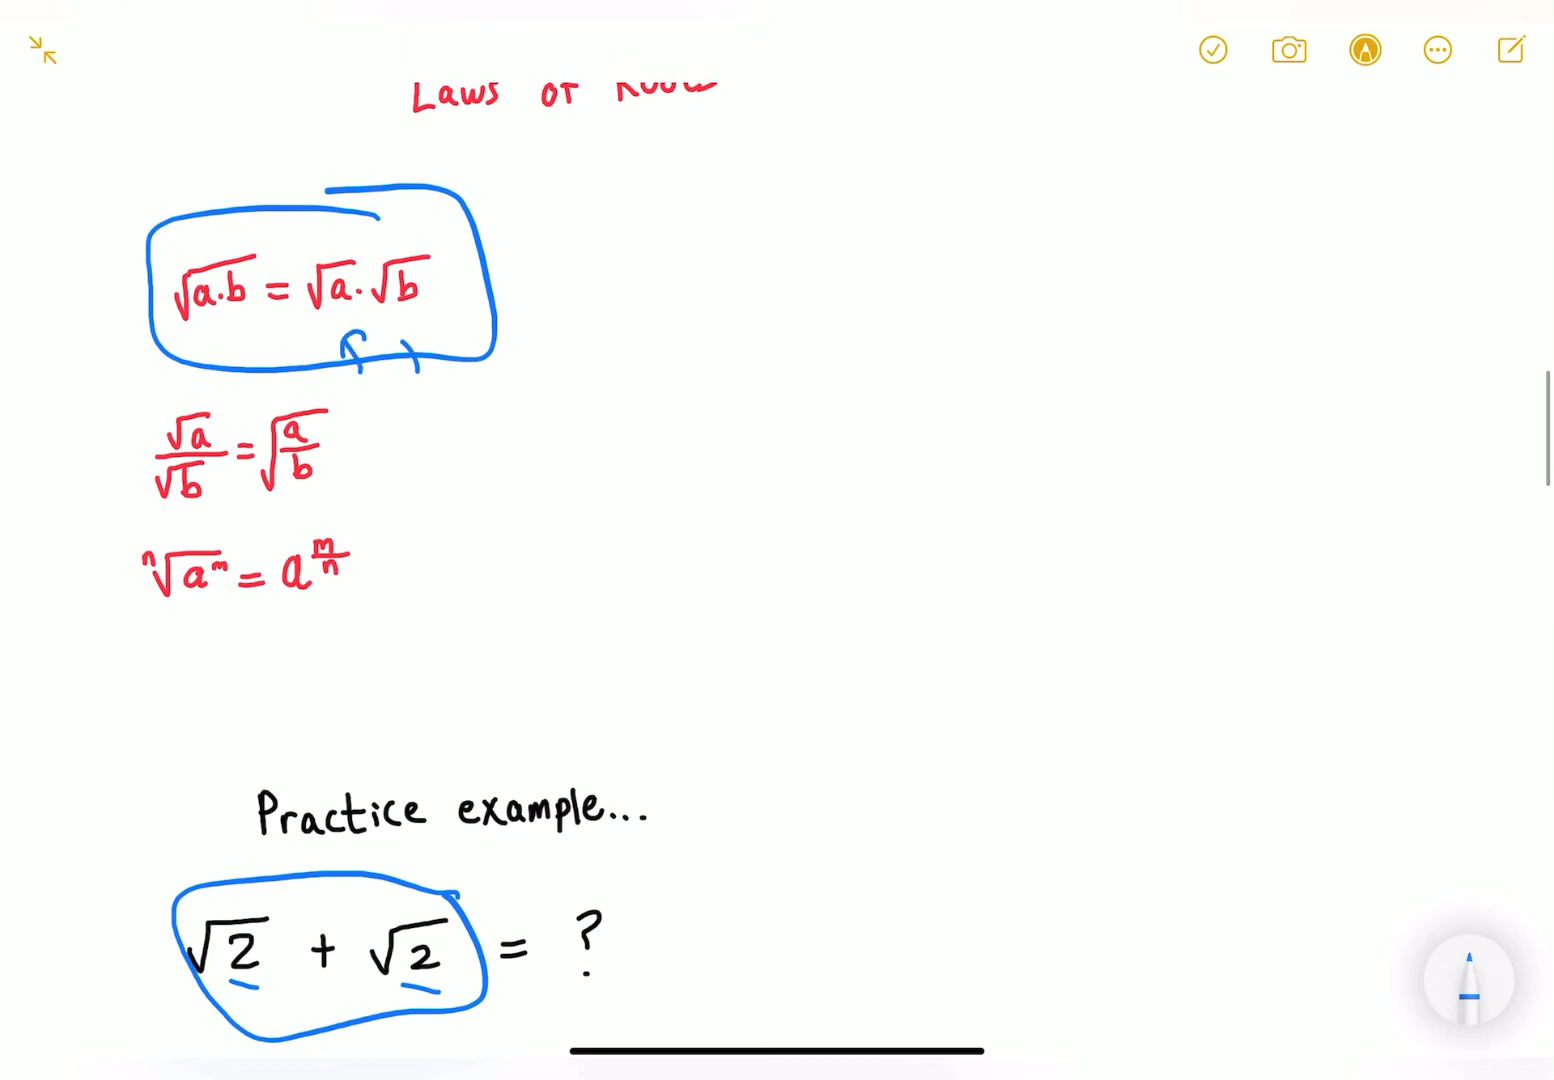 Laws of
√a·b = √a · √b
√a/√b = √(a/b)
ⁿ√aᵐ = a^(m/n)
Practice example...
√2 + √2 = ?